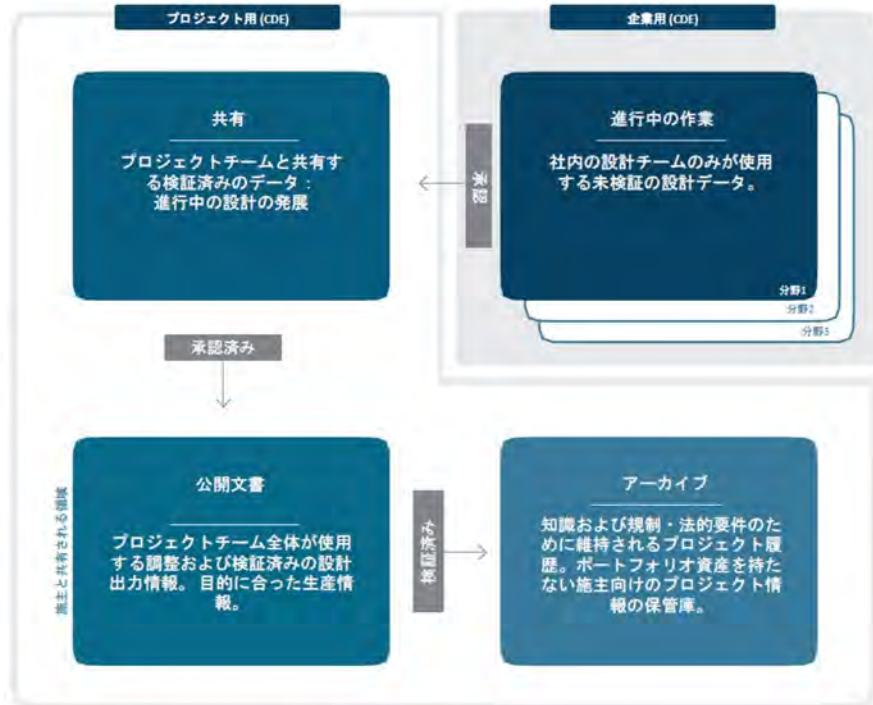 プロジェクト用 (CDE)
企業用 (CDE)
共有
プロジェクトチームと共有す
る検証済みのデータ：
進行中の設計の発展
承認
進行中の作業
社内の設計チームのみが使用
する未検証の設計データ。
分野1
分野2
分野3
承認済み
施主と共有される領域
公開文書
プロジェクトチーム全体が使用
する調整および検証済みの設計
出力情報。 目的に合った生産情
報。
検証済み
アーカイブ
知識および規制・法的要件のた
めに維持されるプロジェクト履
歴。ポートフォリオ資産を持た
ない施主向けのプロジェクト情
報の保管庫。